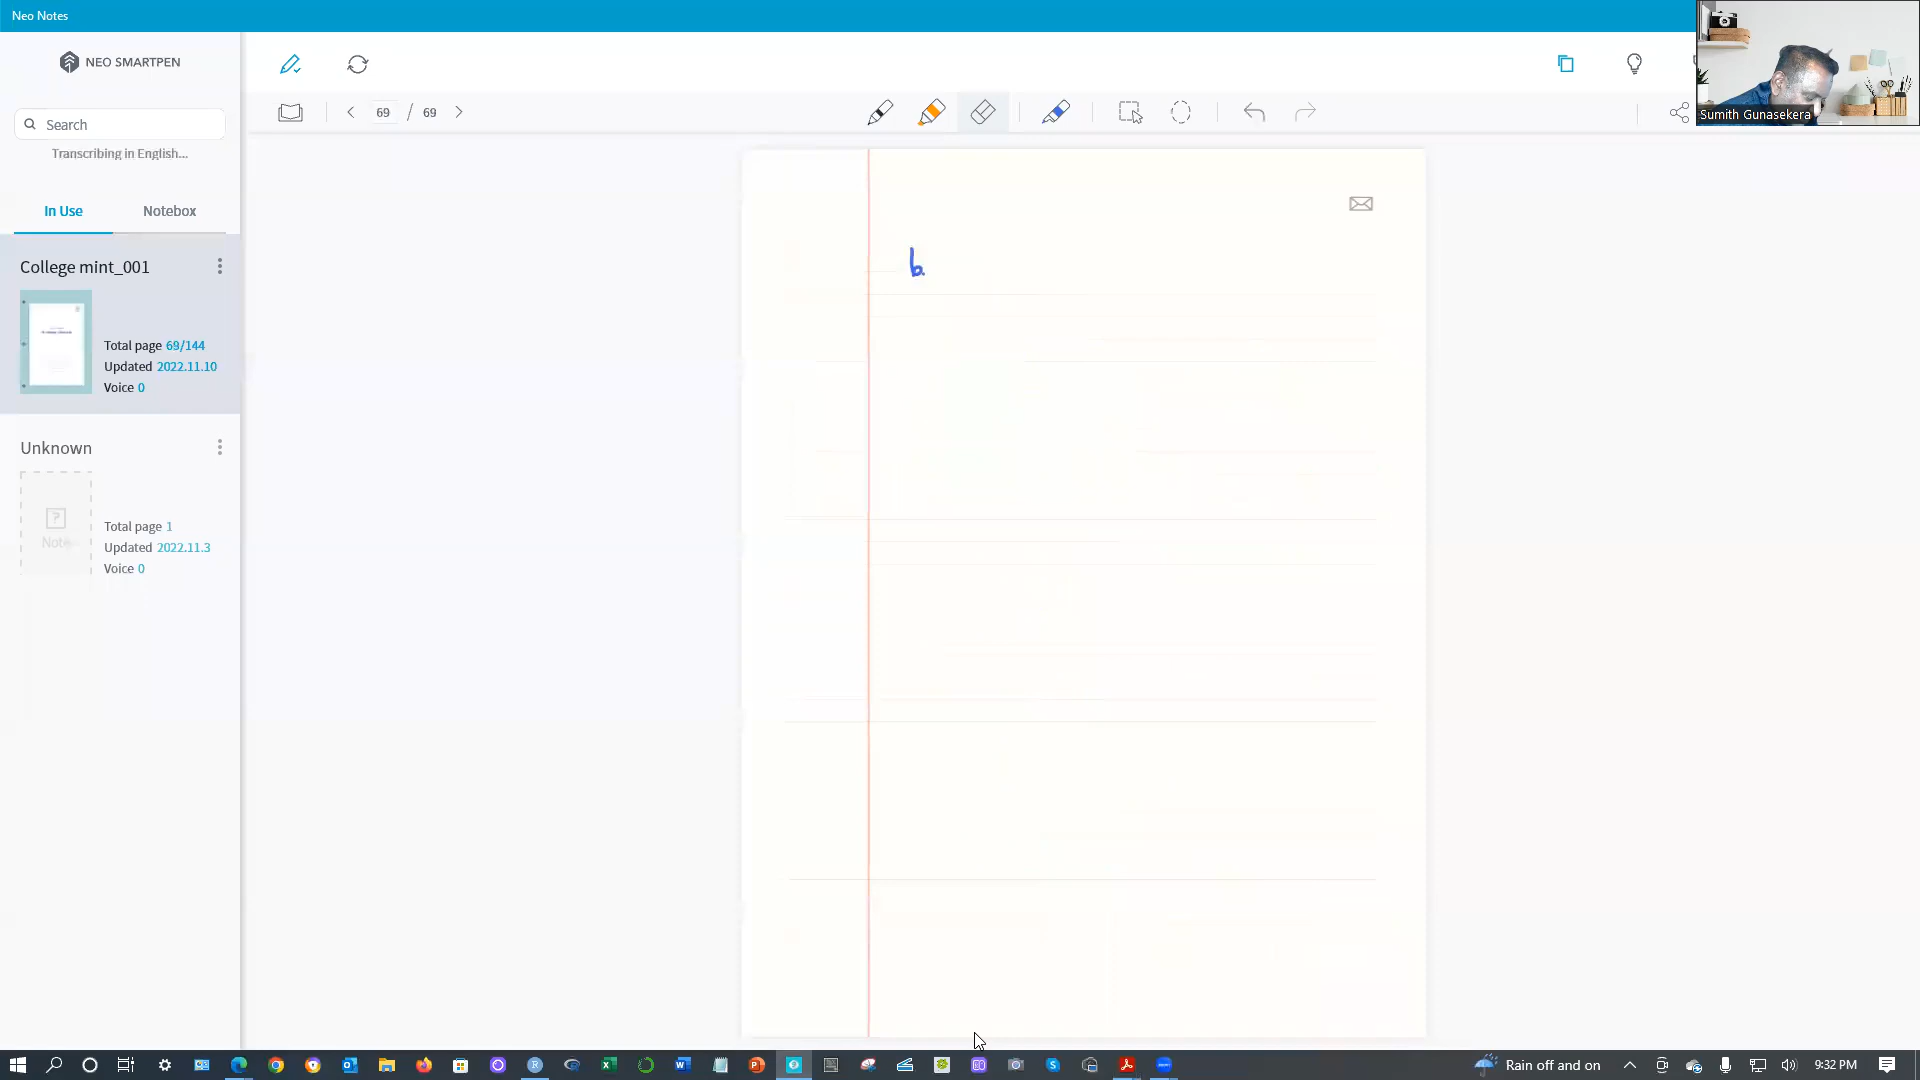 Neo Notes
NEO SMARTPEN
Search
Transcribing in English...
In Use
Notebox
College mint_001
Total page 69/144
Updated 2022.11.10
Voice 0
Unknown
?
Note
Total page 1
Updated 2022.11.3
Voice 0
69 / 69
b.
Sumith Gunasekera
Rain off and on
9:32 PM